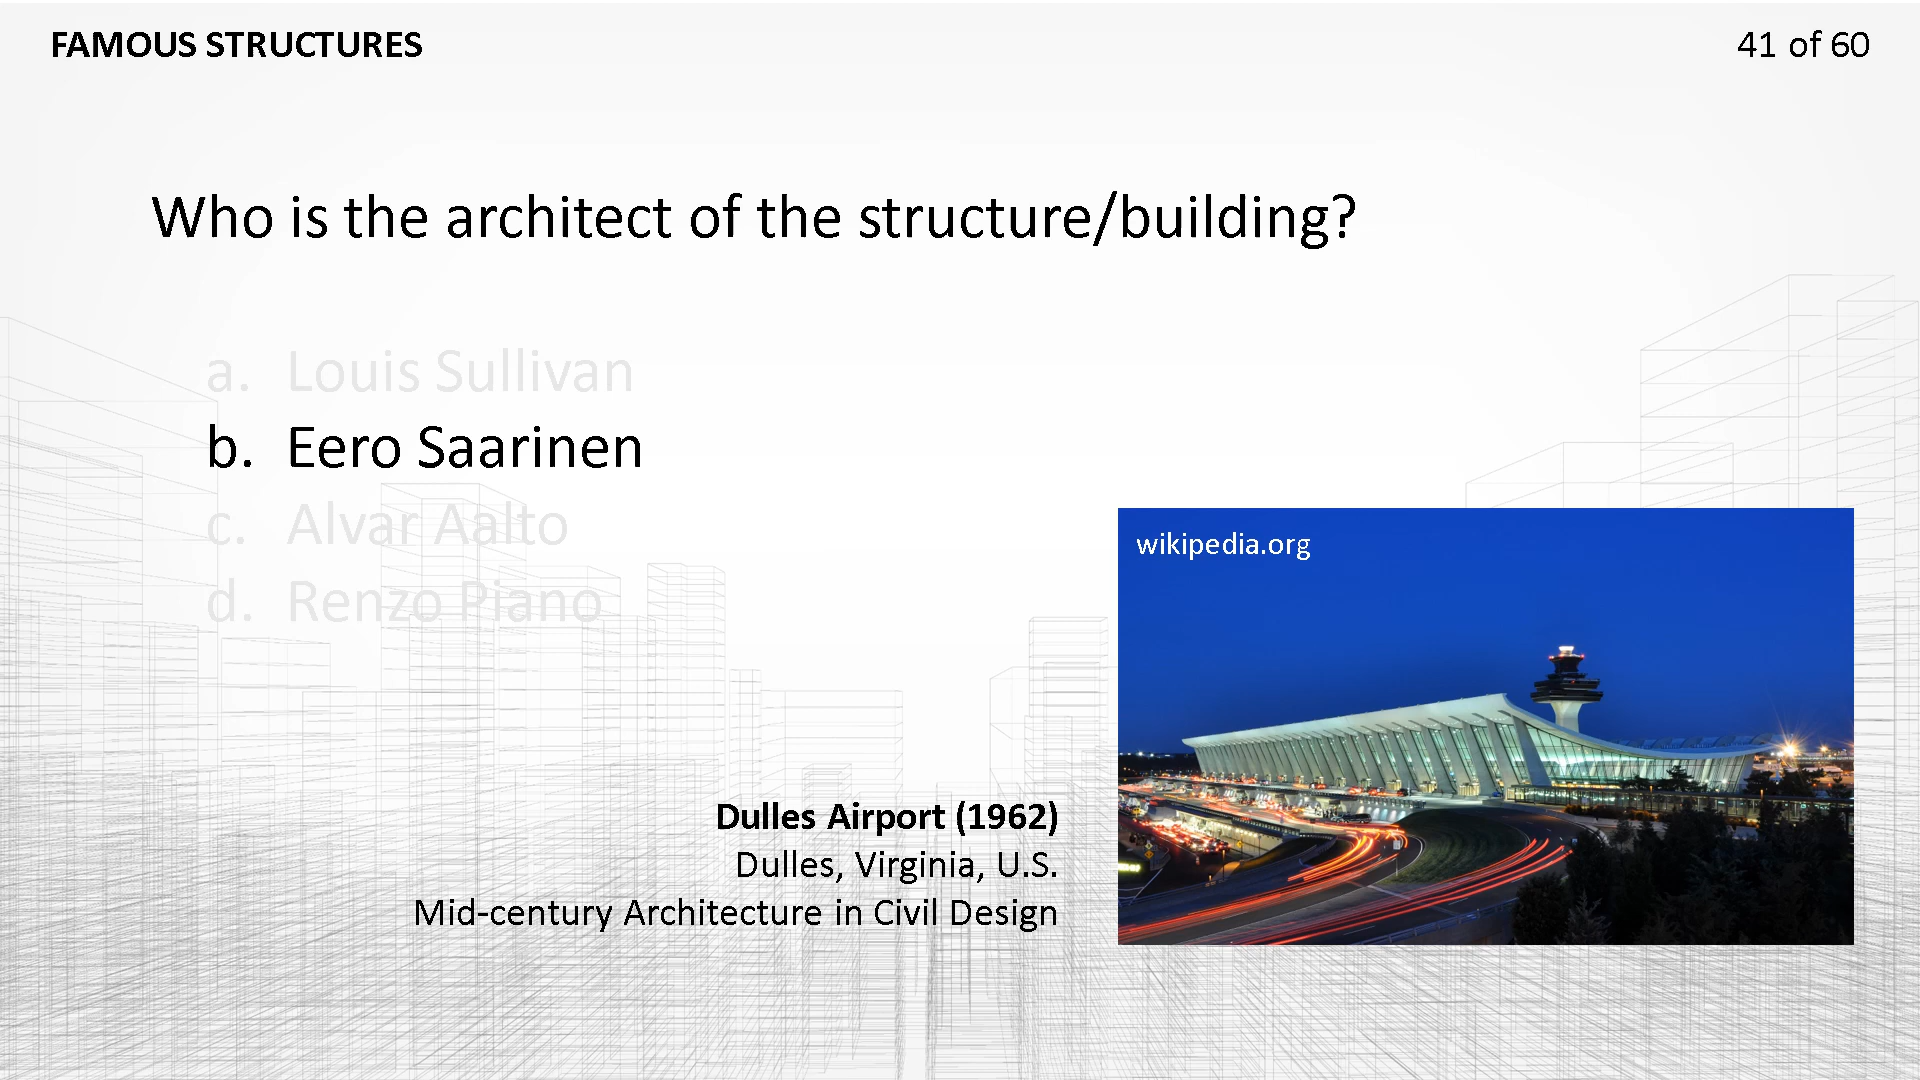 FAMOUS STRUCTURES
41 of 60
Who is the architect of the structure/building?
a. Louis Sullivan
b. Eero Saarinen
c. Alvar Aalto
d. Renzo Piano
wikipedia.org
Dulles Airport (1962)
Dulles, Virginia, U.S.
Mid-century Architecture in Civil Design